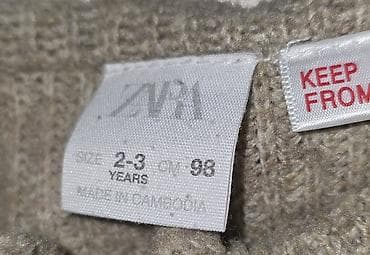 ZARA
SIZE 2-3 CM 98
YEARS
MADE IN CAMBODIA
KEEP
FROM